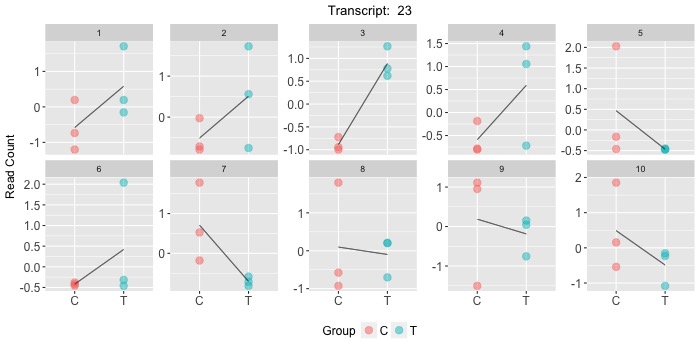 Transcript: 23
1 2 3 4 5
1 0 -1
1 0
1.0 0.5 0.0 -0.5 -1.0
1.5 1.0 0.5 0.0 -0.5
2.0 1.5 1.0 0.5 0.0 -0.5
Read Count
6 7 8 9 10
2.0 1.5 1.0 0.5 0.0 -0.5
1 0
1 0 -1
1 0 -1
2 1 0 -1
C T C T C T C T C T
Group C T